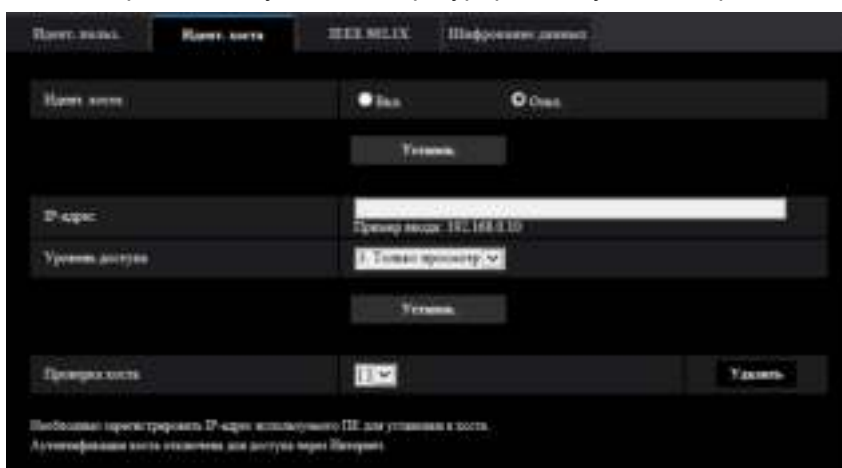 Идент. польз. Идент. хоста IEEE 802.1X Шифрование данных
Идент. хоста Вкл. Откл.
Установ.
IP-адрес
Пример ввода: 192.168.0.10
Уровень доступа 3. Только просмотр
Установ.
Проверка хоста Удалить
Необходимо зарегистрировать IP-адрес используемого ПК для установки в хоста.
Аутентификация хоста отключена для доступа через Интернет.